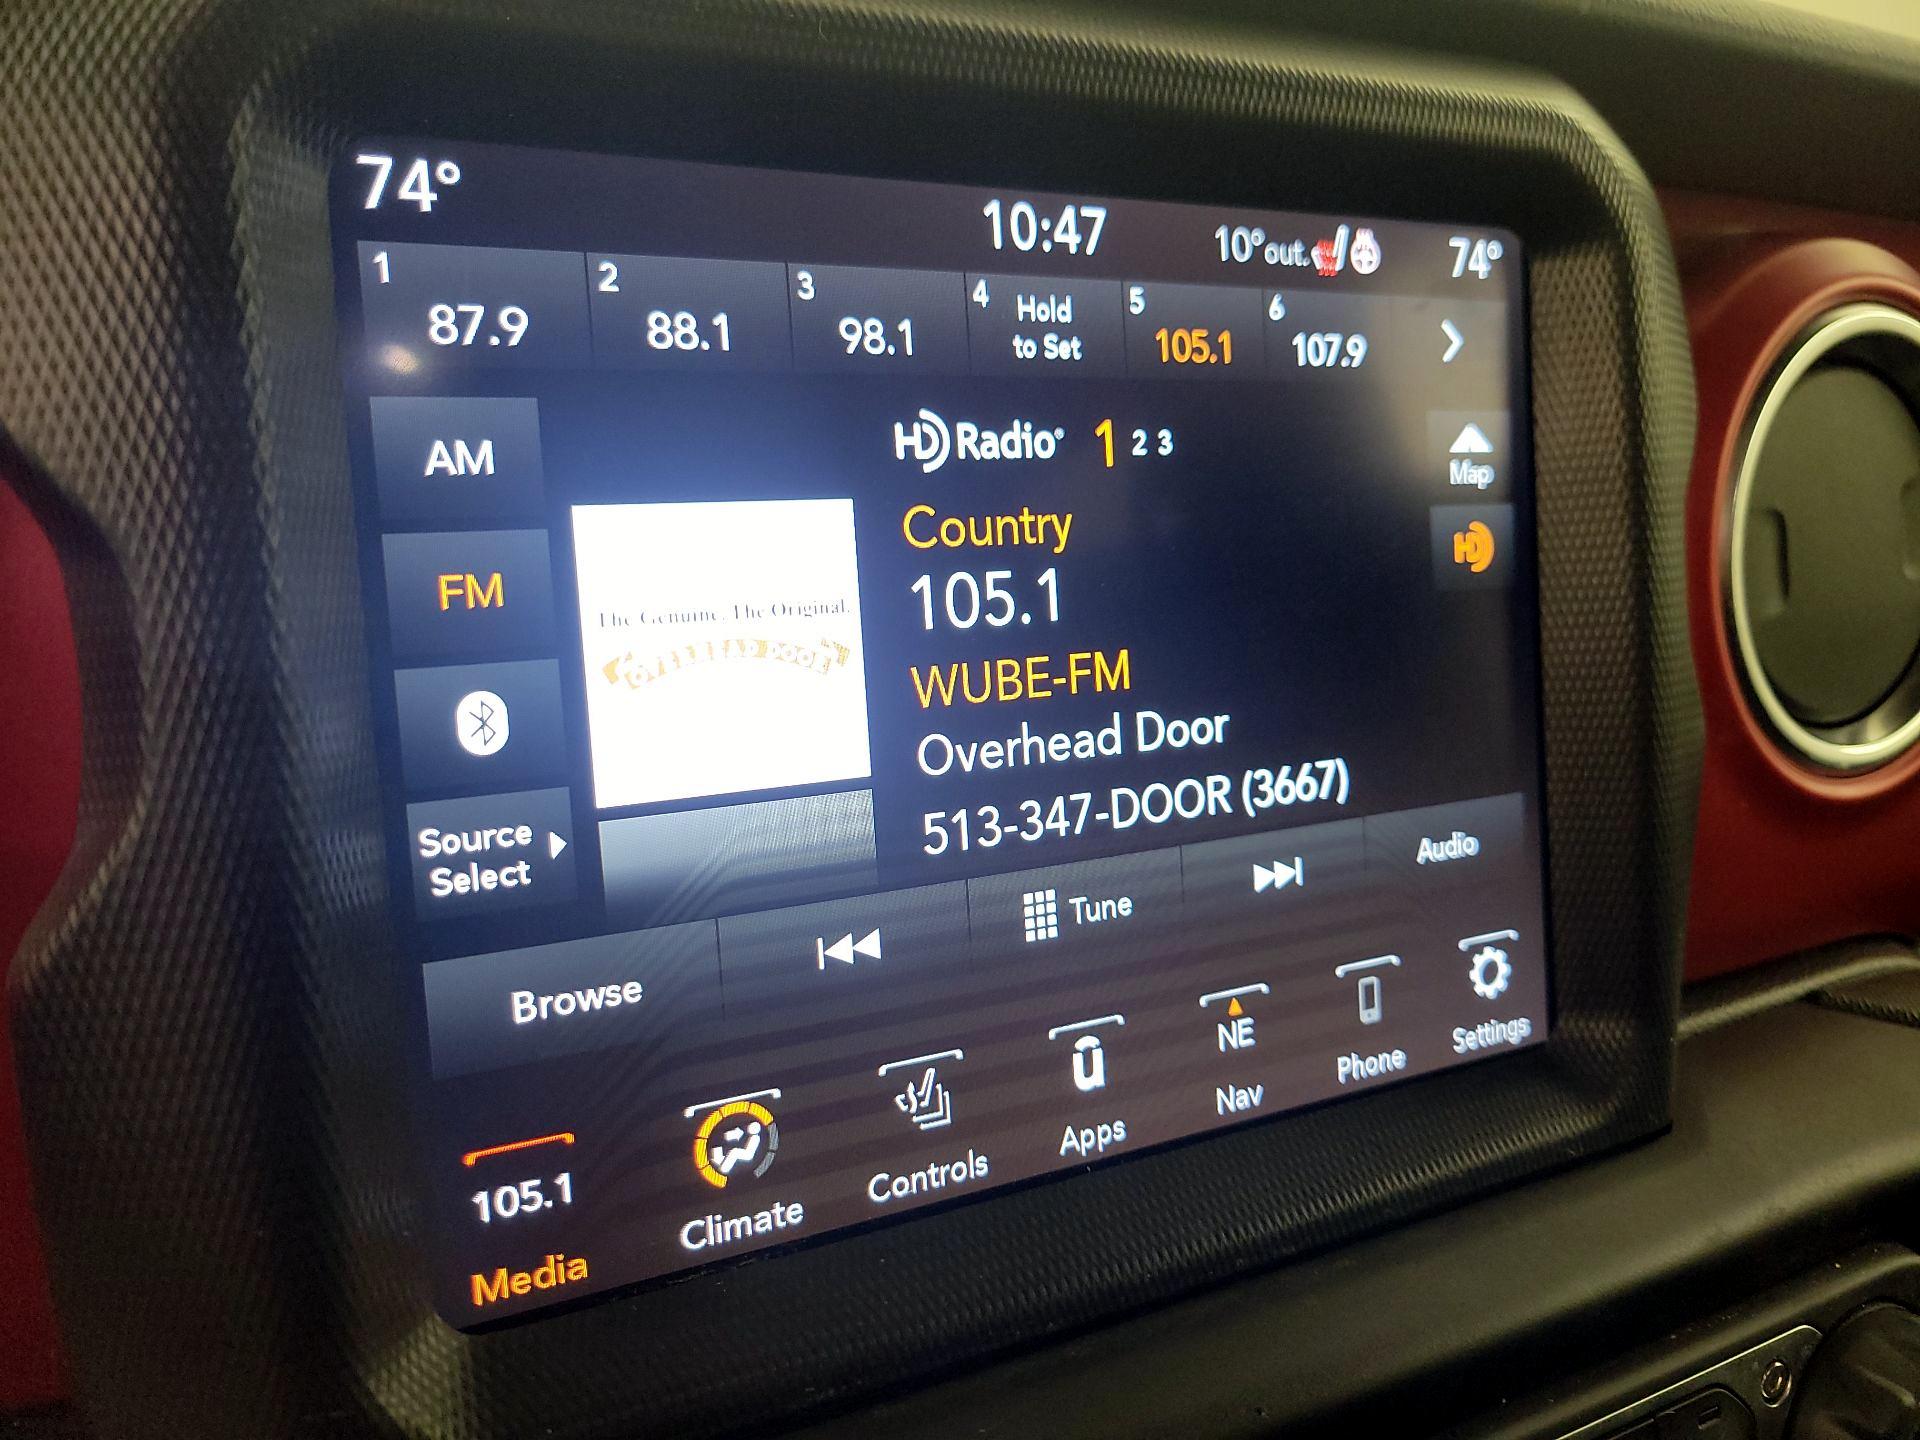 74°
10:47
10°out.
74°
1
87.9
2
88.1
3
98.1
4
Hold
to Set
5
105.1
6
107.9
AM
FM
Source
Select
The Genuine. The Original.
OVERHEAD DOOR
HD Radio®
1 2 3
Country
105.1
WUBE-FM
Overhead Door
513-347-DOOR (3667)
Map
HD
Browse
Tune
Audio
105.1
Media
Climate
Controls
Apps
NE
Nav
Phone
Settings